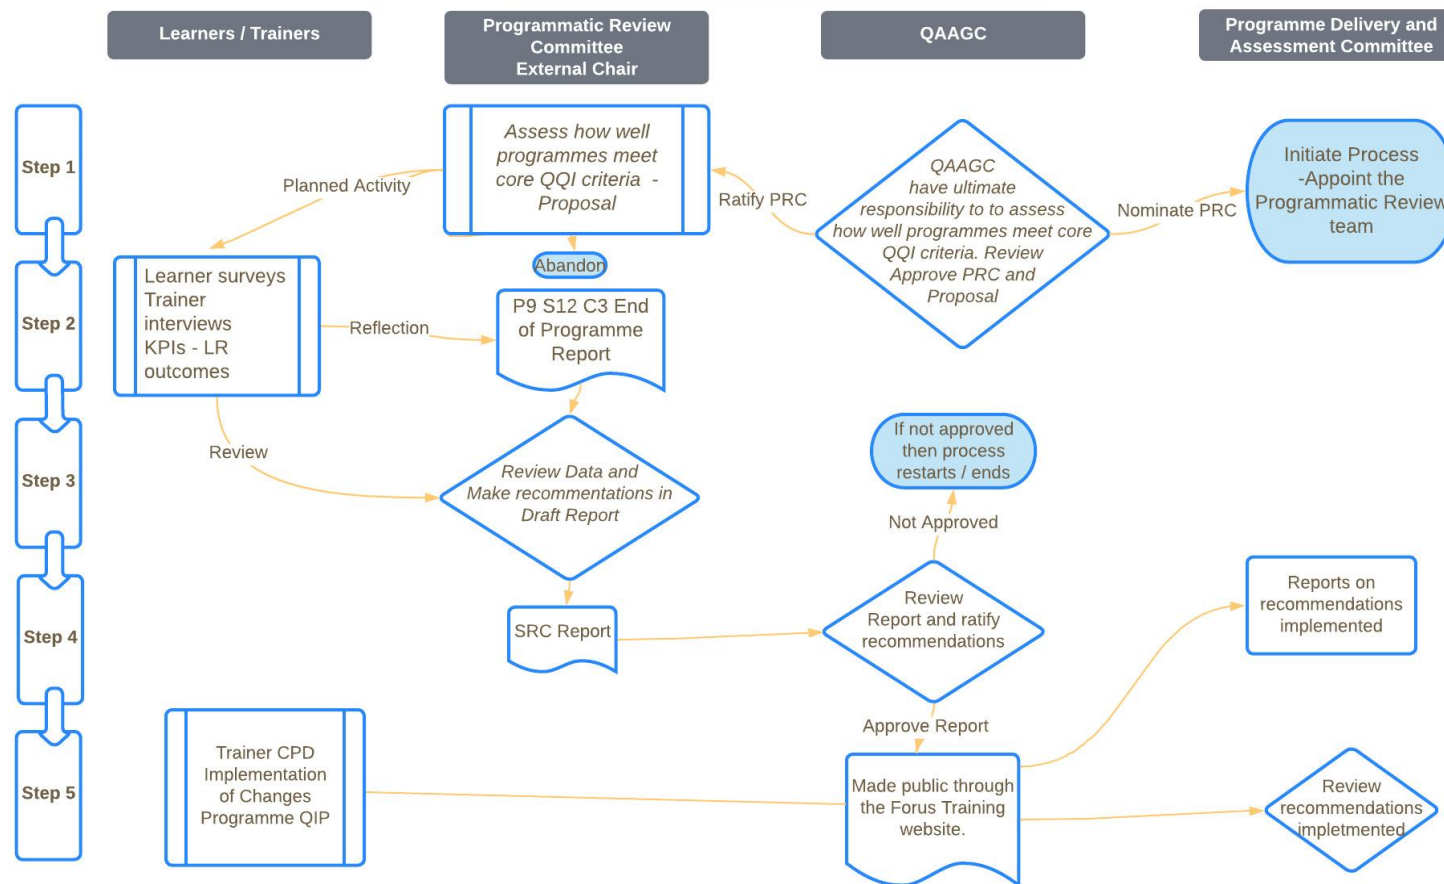 Learners / Trainers
Programmatic Review
Committee
External Chair
QAAGC
Programme Delivery and
Assessment Committee
Step 1
Assess how well
programmes meet
core QQI criteria -
Proposal
Planned Activity
Ratify PRC
QAAGC
have ultimate
responsibility to to assess
how well programmes meet core
QQI criteria. Review
Approve PRC and
Proposal
Nominate PRC
Initiate Process
-Appoint the
Programmatic Review
team
Abandon
Step 2
Learner surveys
Trainer
interviews
KPIs - LR
outcomes
Reflection
P9 S12 C3 End
of Programme
Report
Step 3
Review
Review Data and
Make recommentations in
Draft Report
If not approved
then process
restarts / ends
Not Approved
Step 4
SRC Report
Review
Report and ratify
recommendations
Reports on
recommendations
implemented
Approve Report
Step 5
Trainer CPD
Implementation
of Changes
Programme QIP
Made public through
the Forus Training
website.
Review
recommendations
impletmented